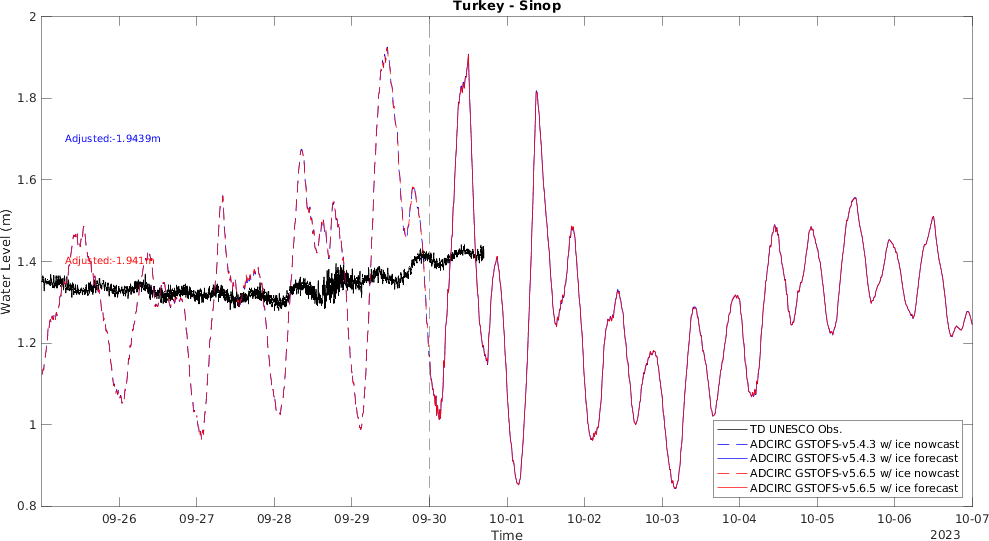 Turkey - Sinop
2
1.8
1.6
1.4
1.2
1
0.8
Water Level (m)
Adjusted:-1.9439m
Adjusted:-1.941m
TD UNESCO Obs.
ADCIRC GSTOFS-v5.4.3 w/ ice nowcast
ADCIRC GSTOFS-v5.4.3 w/ ice forecast
ADCIRC GSTOFS-v5.6.5 w/ ice nowcast
ADCIRC GSTOFS-v5.6.5 w/ ice forecast
09-26 09-27 09-28 09-29 09-30 10-01 10-02 10-03 10-04 10-05 10-06 10-07
Time
2023